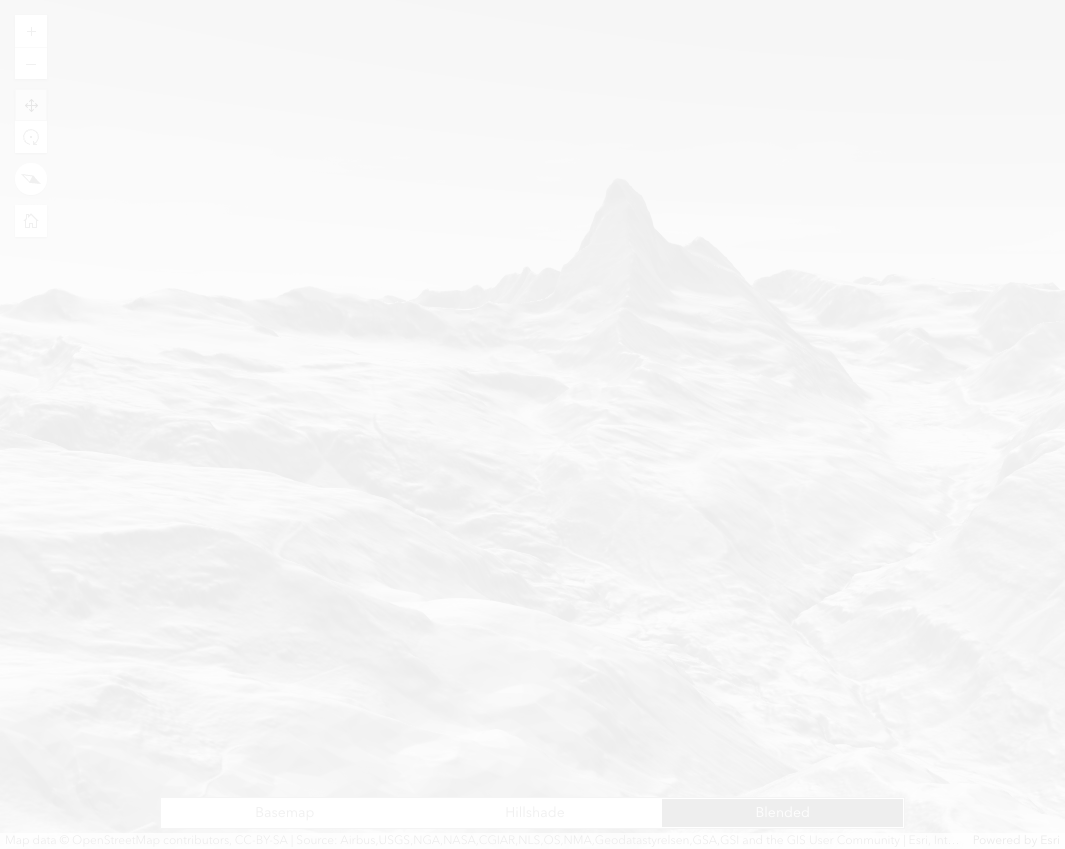 Basemap
Hillshade
Blended
Map data © OpenStreetMap contributors, CC-BY-SA | Source: Airbus,USGS,NGA,NASA,CGIAR,NLS,OS,NMA,Geodatastyrelsen,GSA,GSI and the GIS User Community | Esri, Int...
Powered by Esri